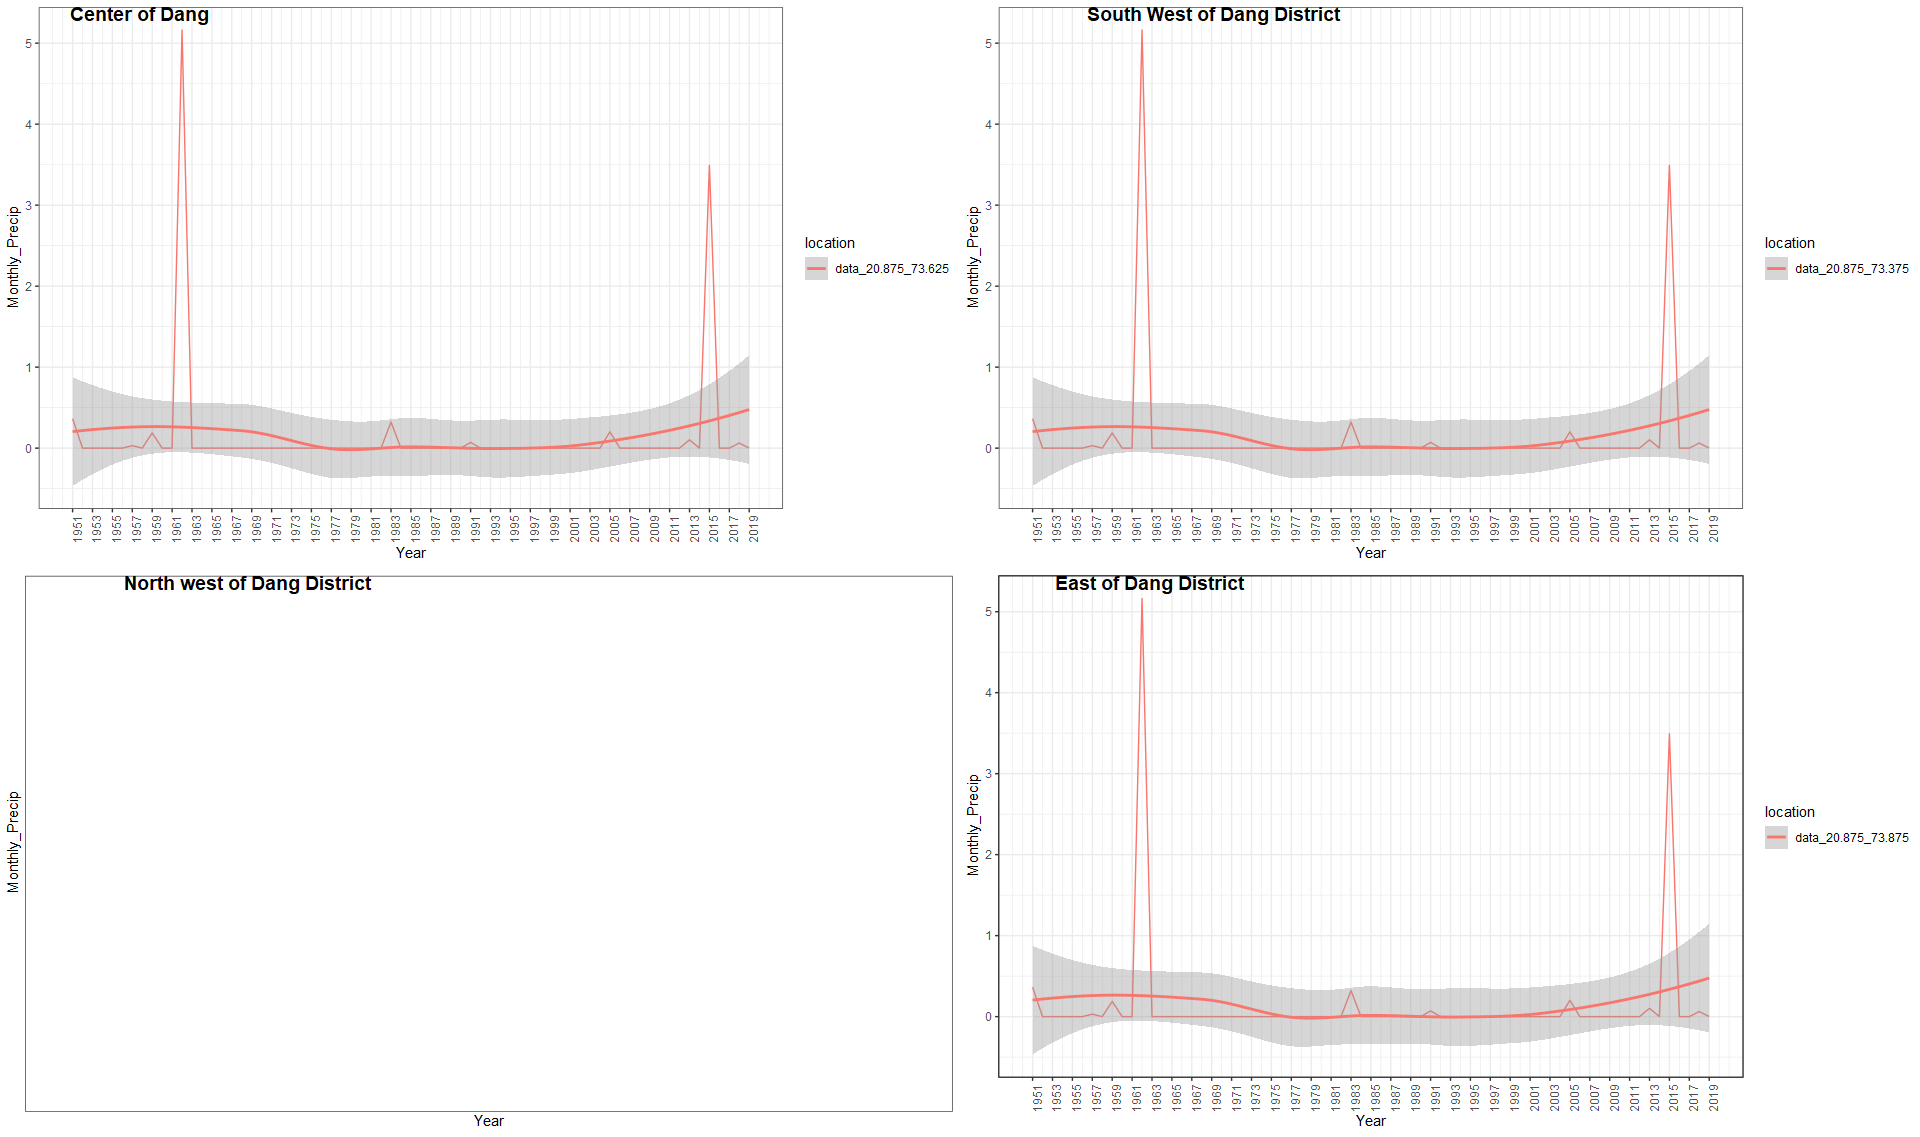 Center of Dang
Monthly_Precip
5
4
3
2
1
0
1951 1953 1955 1957 1959 1961 1963 1965 1967 1969 1971 1973 1975 1977 1979 1981 1983 1985 1987 1989 1991 1993 1995 1997 1999 2001 2003 2005 2007 2009 2011 2013 2015 2017 2019
Year
location
data_20.875_73.625
South West of Dang District
Monthly_Precip
5
4
3
2
1
0
1951 1953 1955 1957 1959 1961 1963 1965 1967 1969 1971 1973 1975 1977 1979 1981 1983 1985 1987 1989 1991 1993 1995 1997 1999 2001 2003 2005 2007 2009 2011 2013 2015 2017 2019
Year
location
data_20.875_73.375
North west of Dang District
Monthly_Precip
Year
East of Dang District
Monthly_Precip
5
4
3
2
1
0
1951 1953 1955 1957 1959 1961 1963 1965 1967 1969 1971 1973 1975 1977 1979 1981 1983 1985 1987 1989 1991 1993 1995 1997 1999 2001 2003 2005 2007 2009 2011 2013 2015 2017 2019
Year
location
data_20.875_73.875